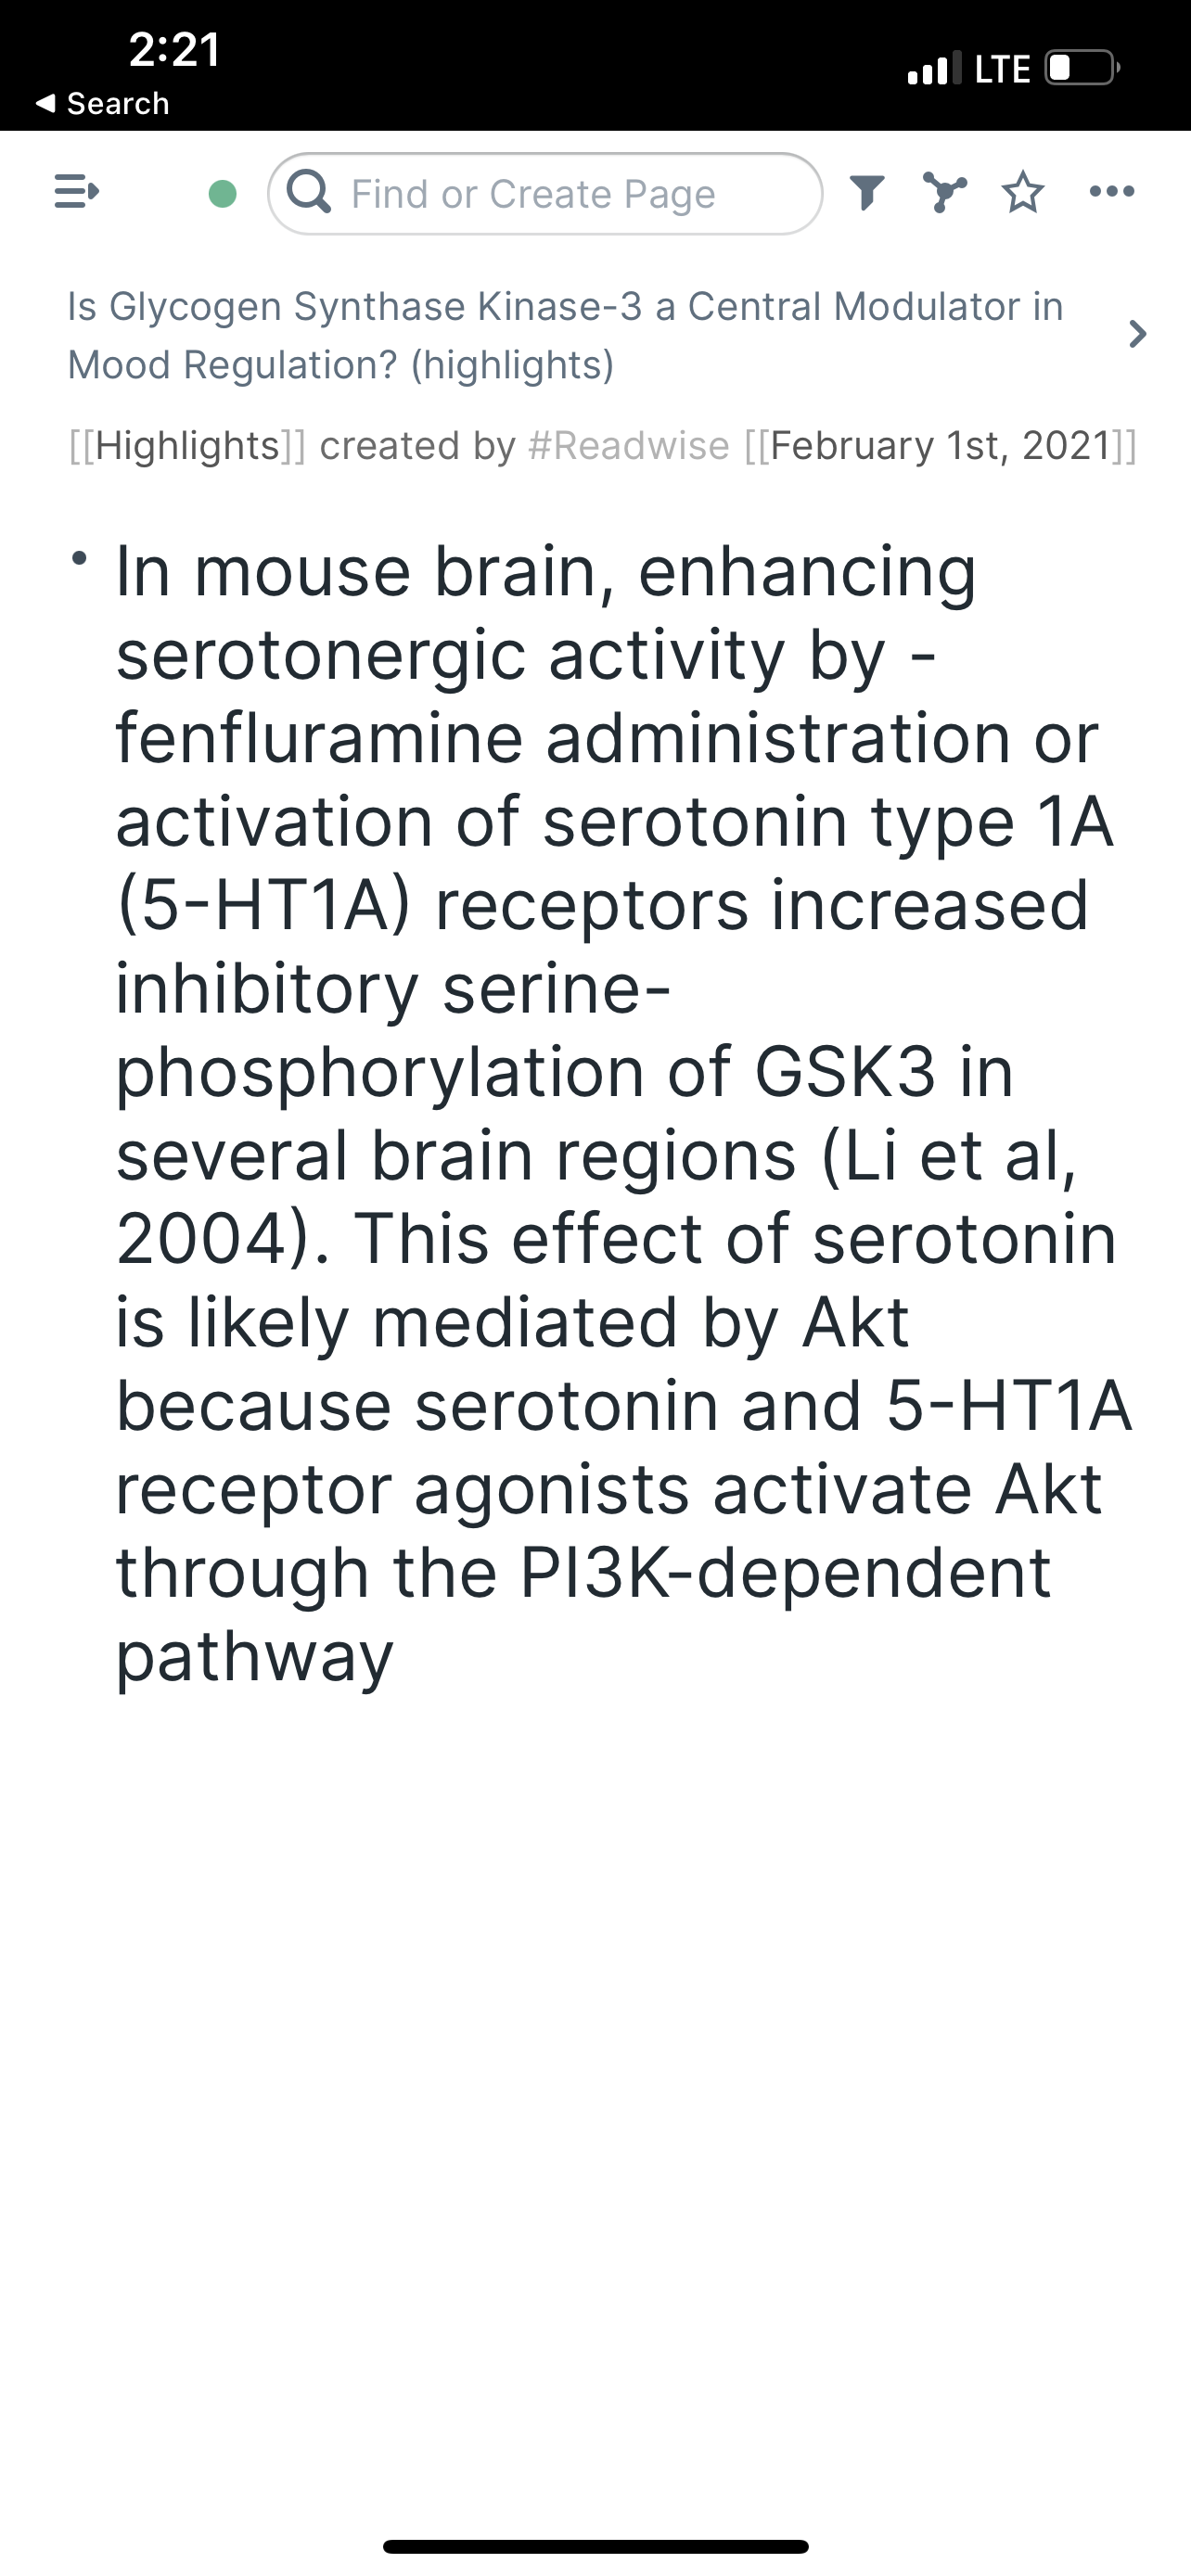 2:21
LTE
Search
Find or Create Page
Is Glycogen Synthase Kinase-3 a Central Modulator in
Mood Regulation? (highlights)
[[Highlights]] created by #Readwise [[February 1st, 2021]]
In mouse brain, enhancing
serotonergic activity by -
fenfluramine administration or
activation of serotonin type 1A
(5-HT1A) receptors increased
inhibitory serine-
phosphorylation of GSK3 in
several brain regions (Li et al,
2004). This effect of serotonin
is likely mediated by Akt
because serotonin and 5-HT1A
receptor agonists activate Akt
through the PI3K-dependent
pathway